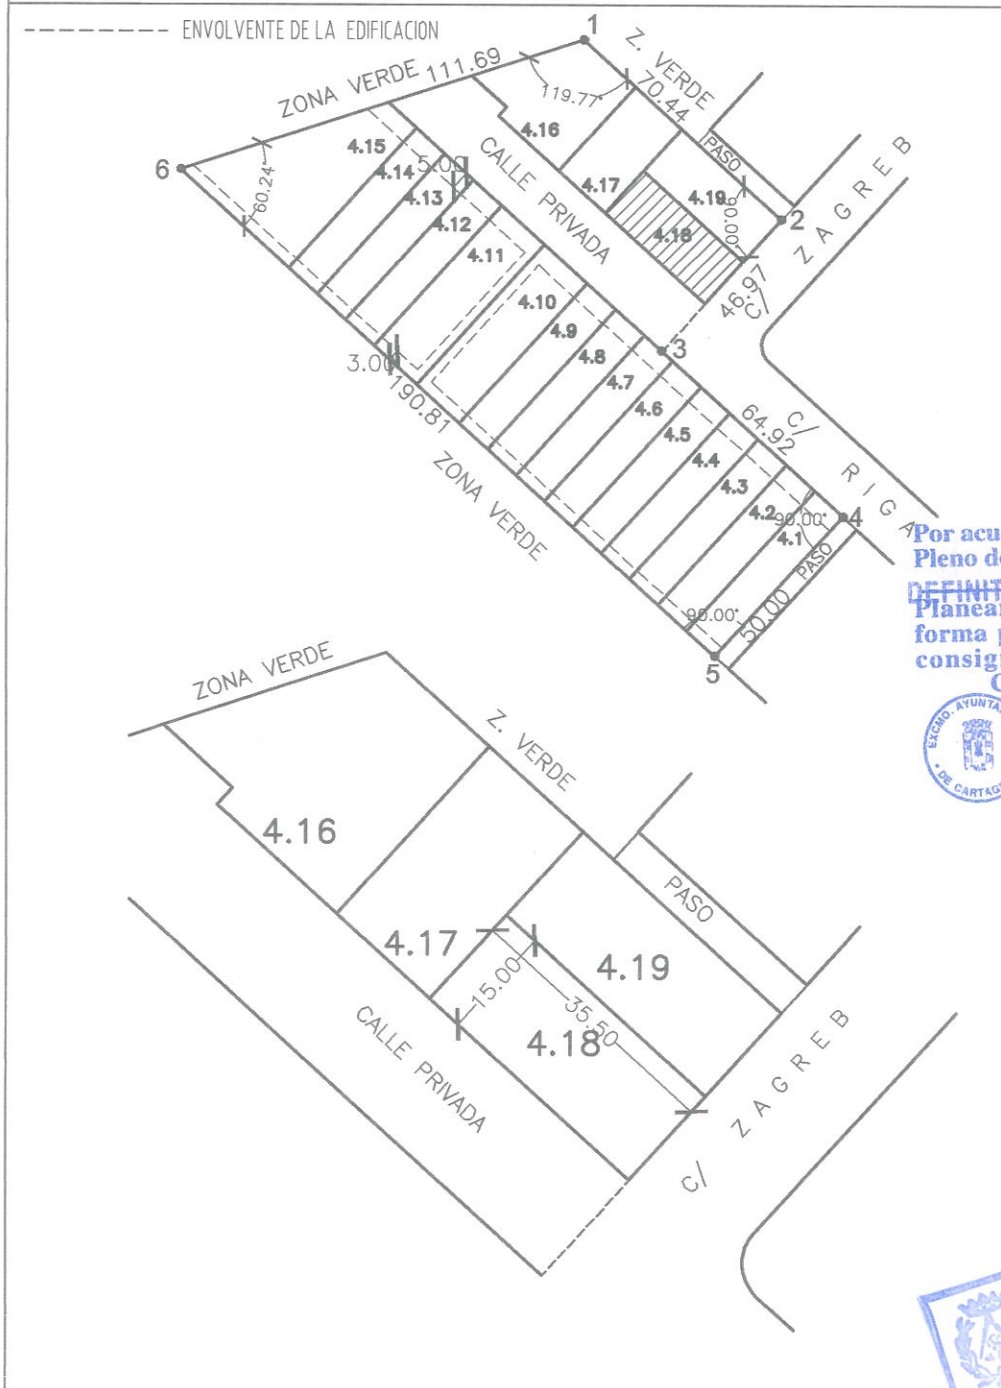 ENVOLVENTE DE LA EDIFICACION
1
Z. VERDE
ZONA VERDE
111.69
119.77°
70.44
PASO
4.16
4.15
CALLE PRIVADA
5.00
4.14
4.13
6
60.24°
4.12
4.17
4.19
4.18
90.00°
2
C/ ZAGREB
46.97
4.11
4.10
4.9
4.8
4.7
4.6
4.5
4.4
4.3
4.2
4.1
3
3.00
190.81
64.92
C/ RIGA
ZONA VERDE
90.00°
4
PASO
90.00°
50.00
5
Por acu
Pleno de
DEFINIT
Planea
forma p
consig
C
EXCMO. AYUNTA
DE CARTAG
ZONA VERDE
Z. VERDE
4.16
PASO
4.17
4.19
15.00
35.50
4.18
CALLE PRIVADA
C/ ZAGREB